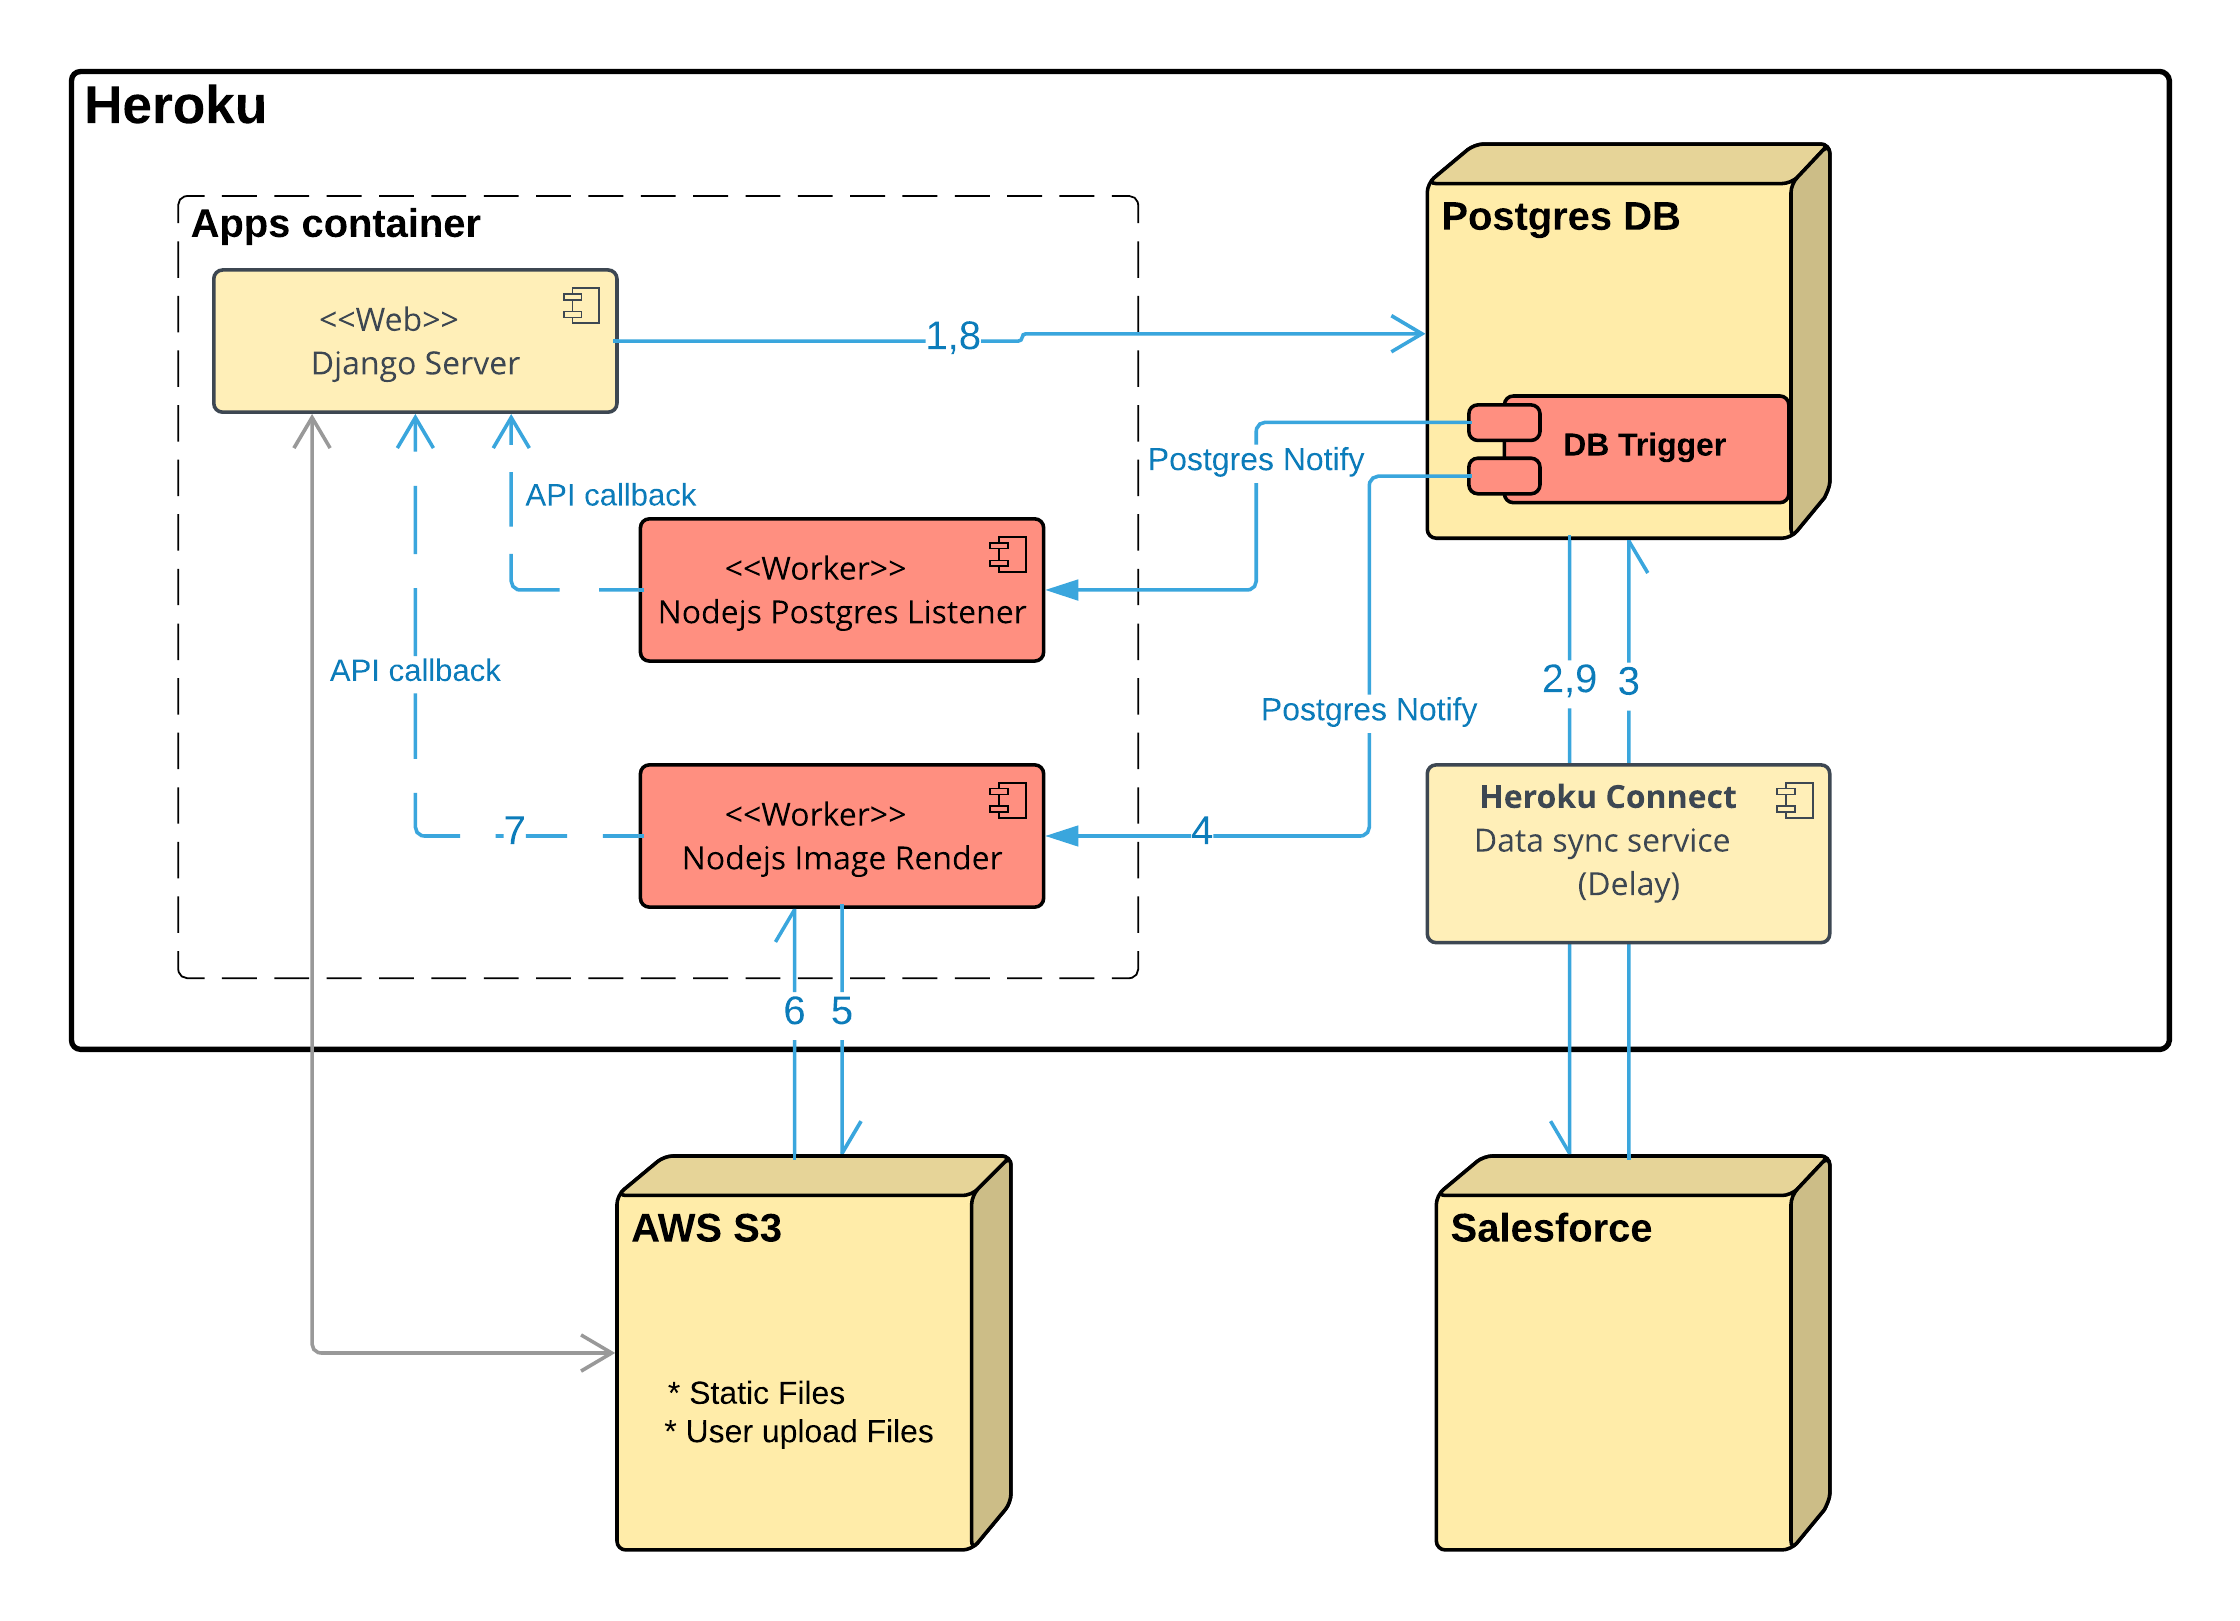 Heroku
Apps container
<<Web>>
Django Server
1,8
Postgres DB
DB Trigger
Postgres Notify
API callback
<<Worker>>
Nodejs Postgres Listener
API callback
2,9
3
Postgres Notify
<<Worker>>
Nodejs Image Render
7
4
Heroku Connect
Data sync service
(Delay)
6
5
AWS S3
* Static Files
* User upload Files
Salesforce